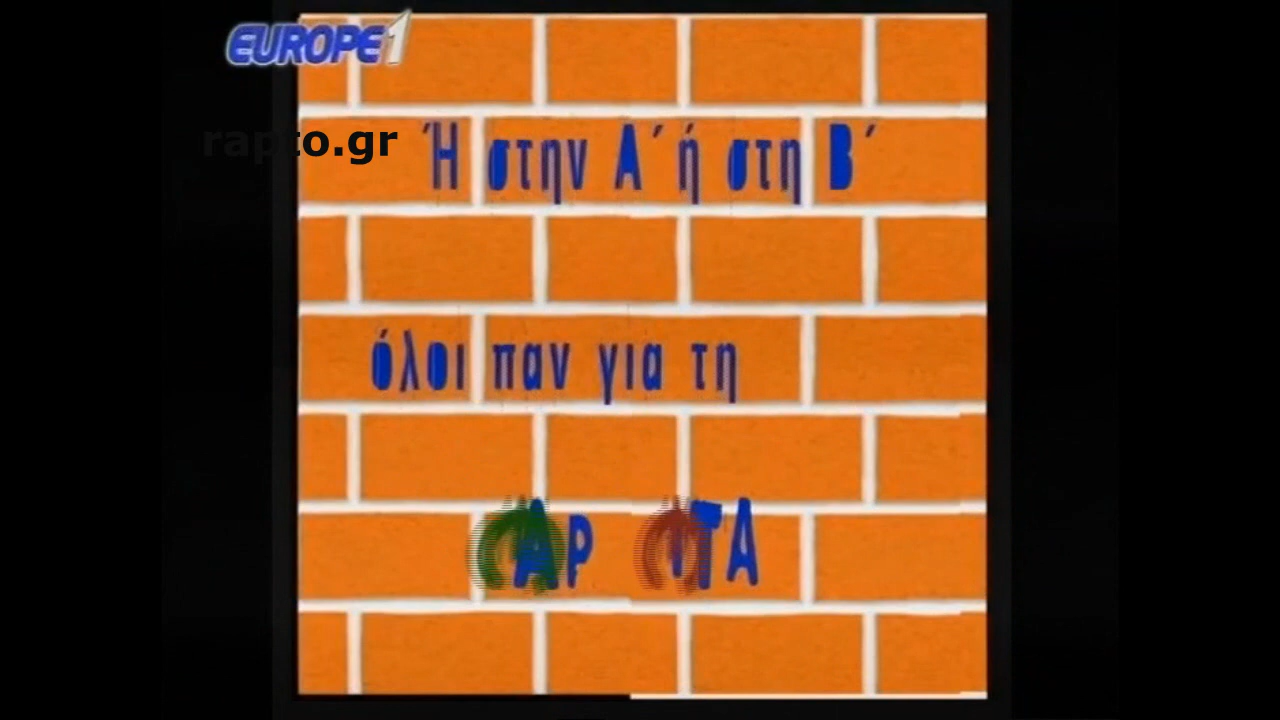 EUROPE1
rapto.gr
Ή στην Α΄ ή στη Β΄
όλοι παν για τη